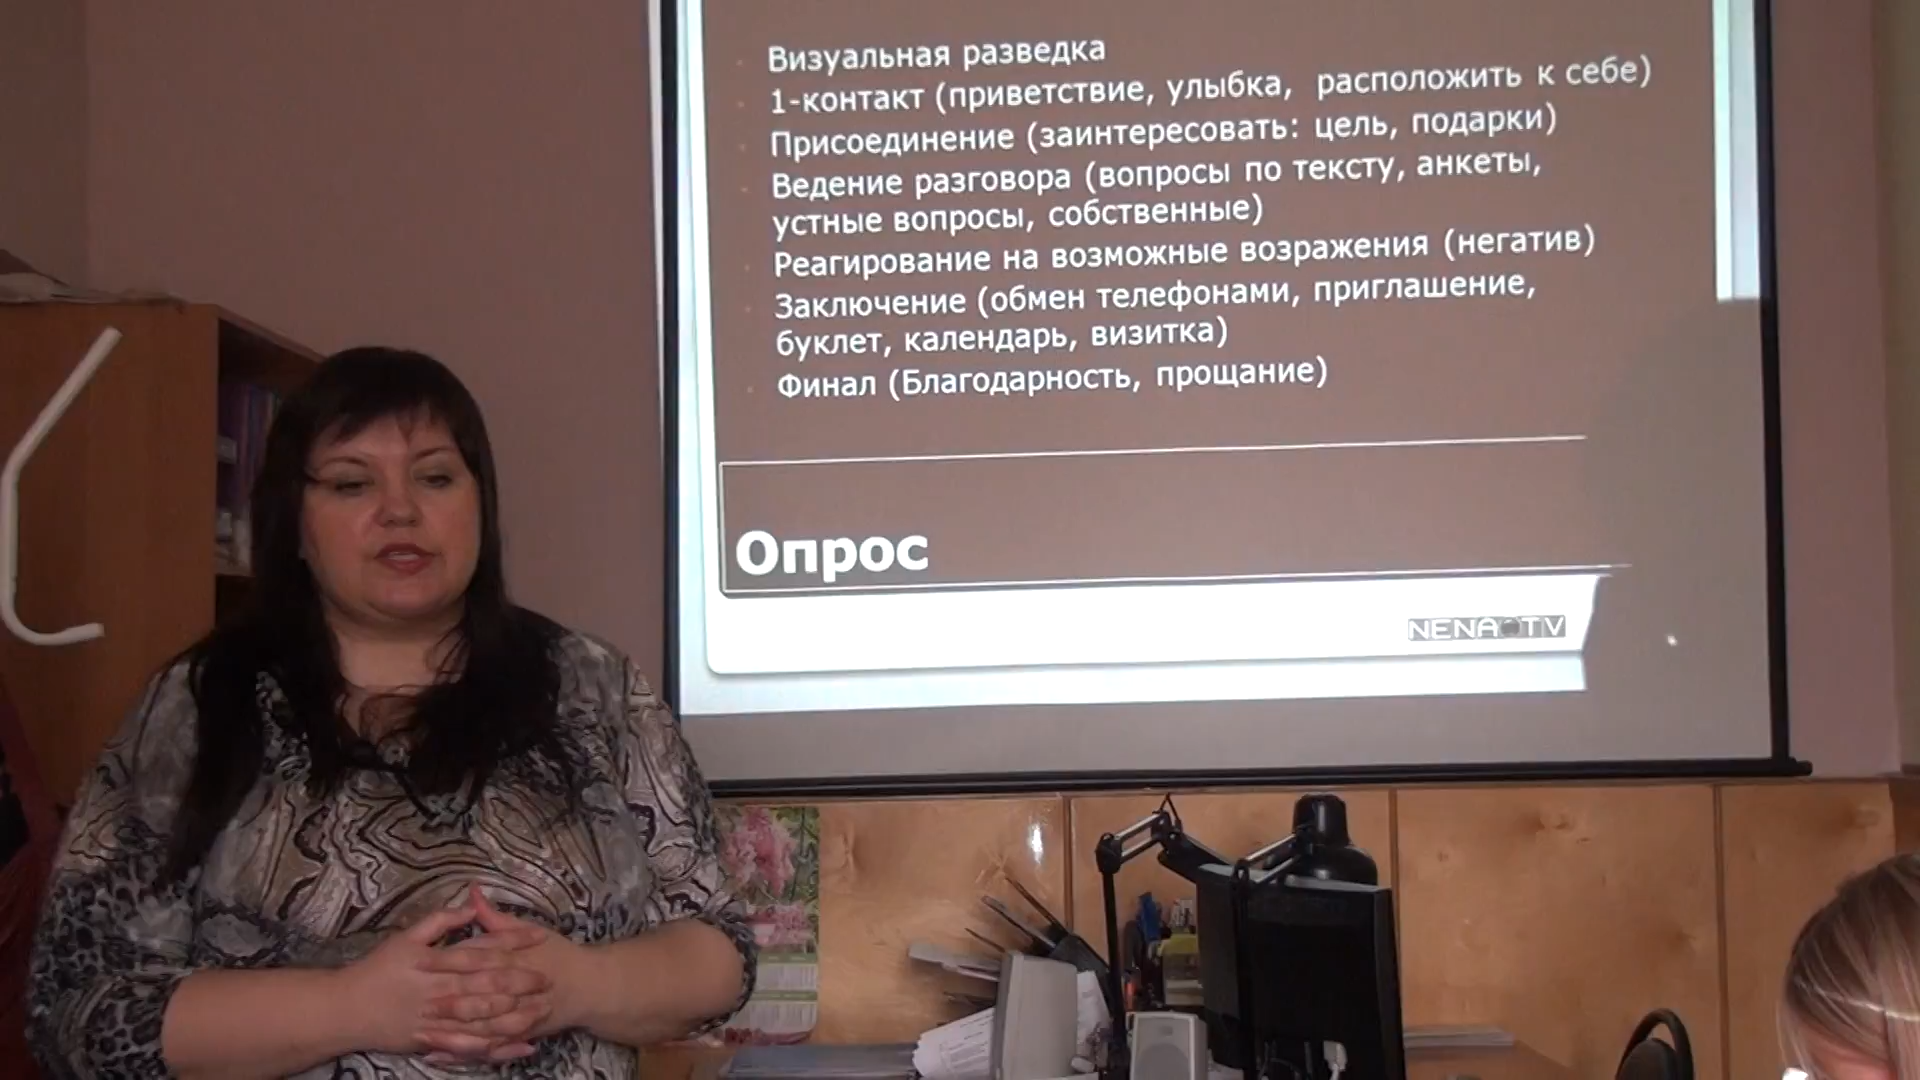 Визуальная разведка
1-контакт (приветствие, улыбка, расположить к себе)
Присоединение (заинтересовать: цель, подарки)
Ведение разговора (вопросы по тексту, анкеты,
устные вопросы, собственные)
Реагирование на возможные возражения (негатив)
Заключение (обмен телефонами, приглашение,
буклет, календарь, визитка)
Финал (Благодарность, прощание)
Опрос
NENA TV